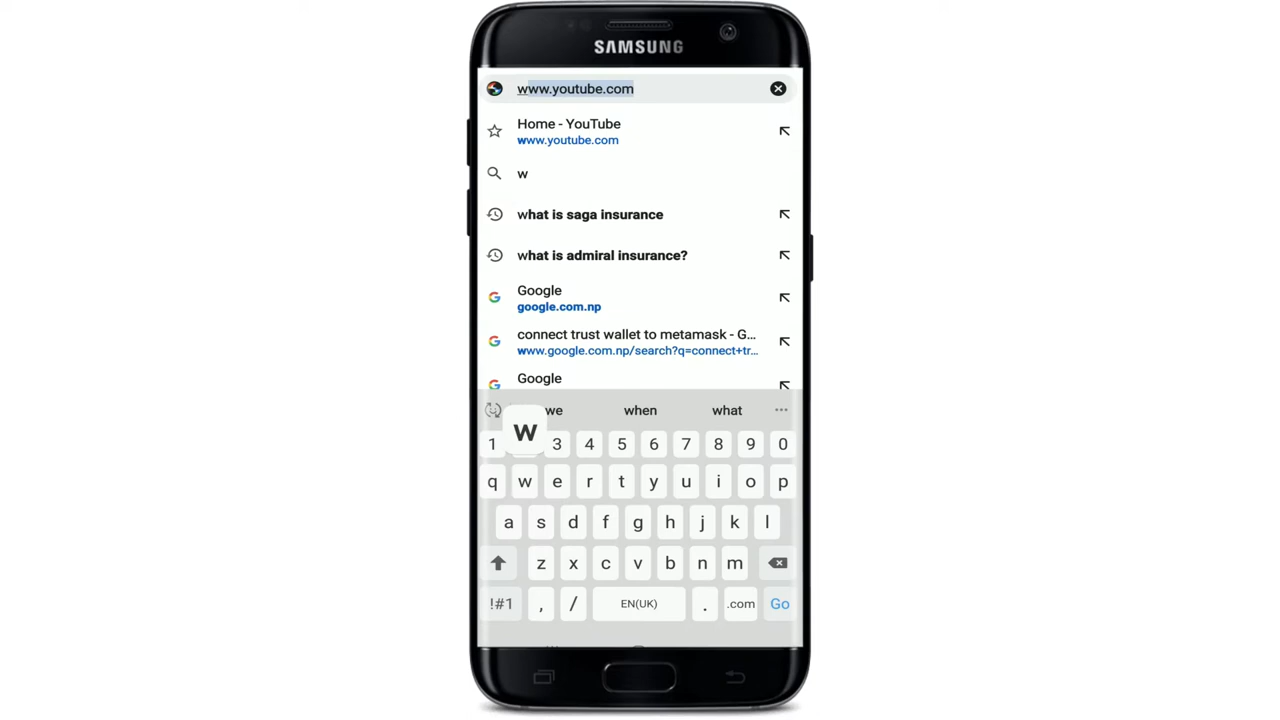 SAMSUNG
www.youtube.com
Home - YouTube
www.youtube.com
w
what is saga insurance
what is admiral insurance?
Google
google.com.np
connect trust wallet to metamask - G...
www.google.com.np/search?q=connect+tr...
Google
we when what ...
w
1 3 4 5 6 7 8 9 0
q w e r t y u i o p
a s d f g h j k l
z x c v b n m
!#1 , / EN(UK) . .com Go